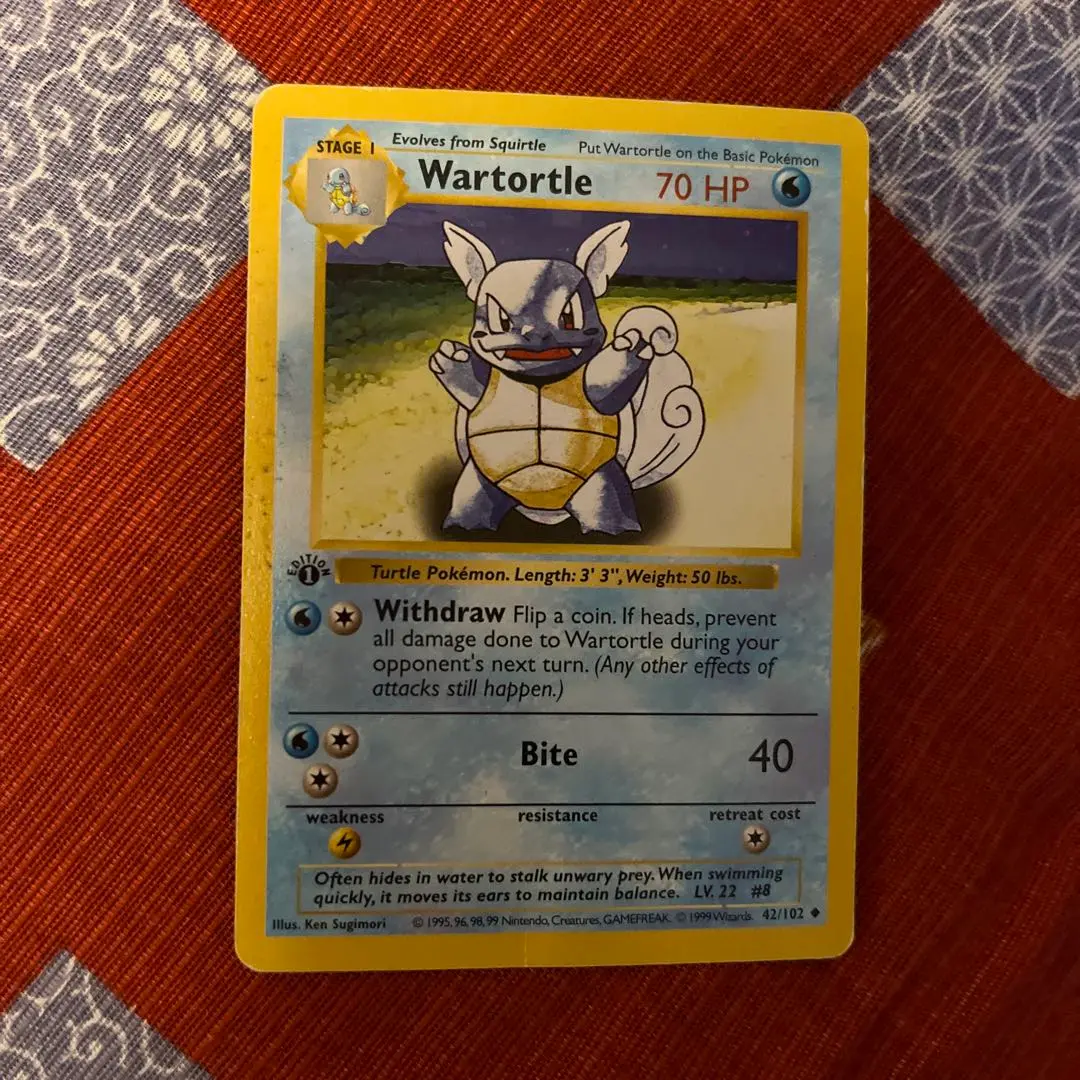 STAGE 1
Evolves from Squirtle
Put Wartortle on the Basic Pokémon
Wartortle
70 HP
EDITION
1
Turtle Pokémon. Length: 3' 3", Weight: 50 lbs.
Withdraw Flip a coin. If heads, prevent
all damage done to Wartortle during your
opponent's next turn. (Any other effects of
attacks still happen.)
Bite
40
weakness
resistance
retreat cost
Often hides in water to stalk unwary prey. When swimming
quickly, it moves its ears to maintain balance. LV. 22 #8
Illus. Ken Sugimori
© 1995, 96, 98, 99 Nintendo, Creatures, GAMEFREAK. © 1999 Wizards.
42/102